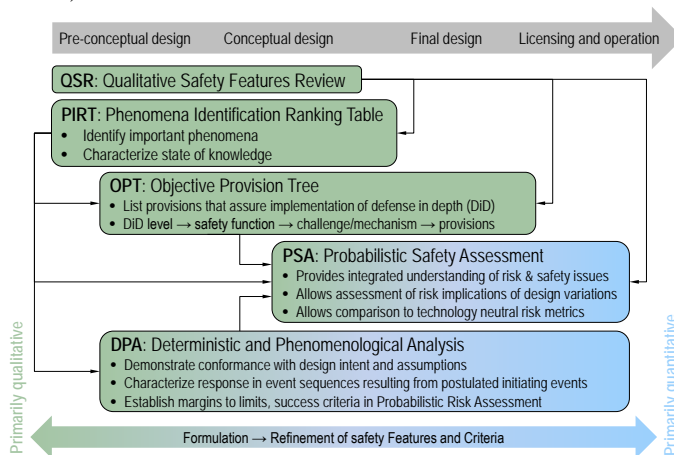 Pre-conceptual design Conceptual design Final design Licensing and operation
QSR: Qualitative Safety Features Review
PIRT: Phenomena Identification Ranking Table
• Identify important phenomena
• Characterize state of knowledge
OPT: Objective Provision Tree
• List provisions that assure implementation of defense in depth (DiD)
• DiD level → safety function → challenge/mechanism → provisions
PSA: Probabilistic Safety Assessment
• Provides integrated understanding of risk & safety issues
• Allows assessment of risk implications of design variations
• Allows comparison to technology neutral risk metrics
DPA: Deterministic and Phenomenological Analysis
• Demonstrate conformance with design intent and assumptions
• Characterize response in event sequences resulting from postulated initiating events
• Establish margins to limits, success criteria in Probabilistic Risk Assessment
Primarily qualitative
Primarily quantitative
Formulation → Refinement of safety Features and Criteria